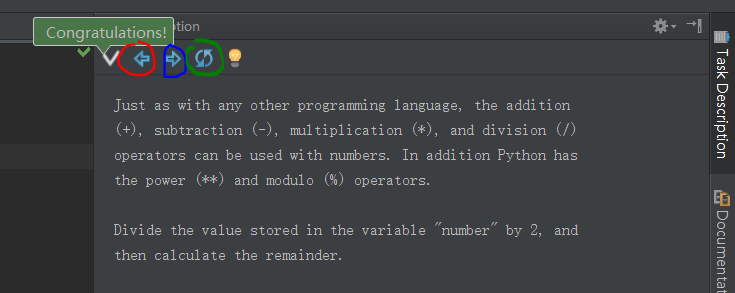 Congratulations!
ption
Just as with any other programming language, the addition
(+), subtraction (-), multiplication (*), and division (/)
operators can be used with numbers. In addition Python has
the power (**) and modulo (%) operators.
Divide the value stored in the variable "number" by 2, and
then calculate the remainder.
Task Description
Documentat